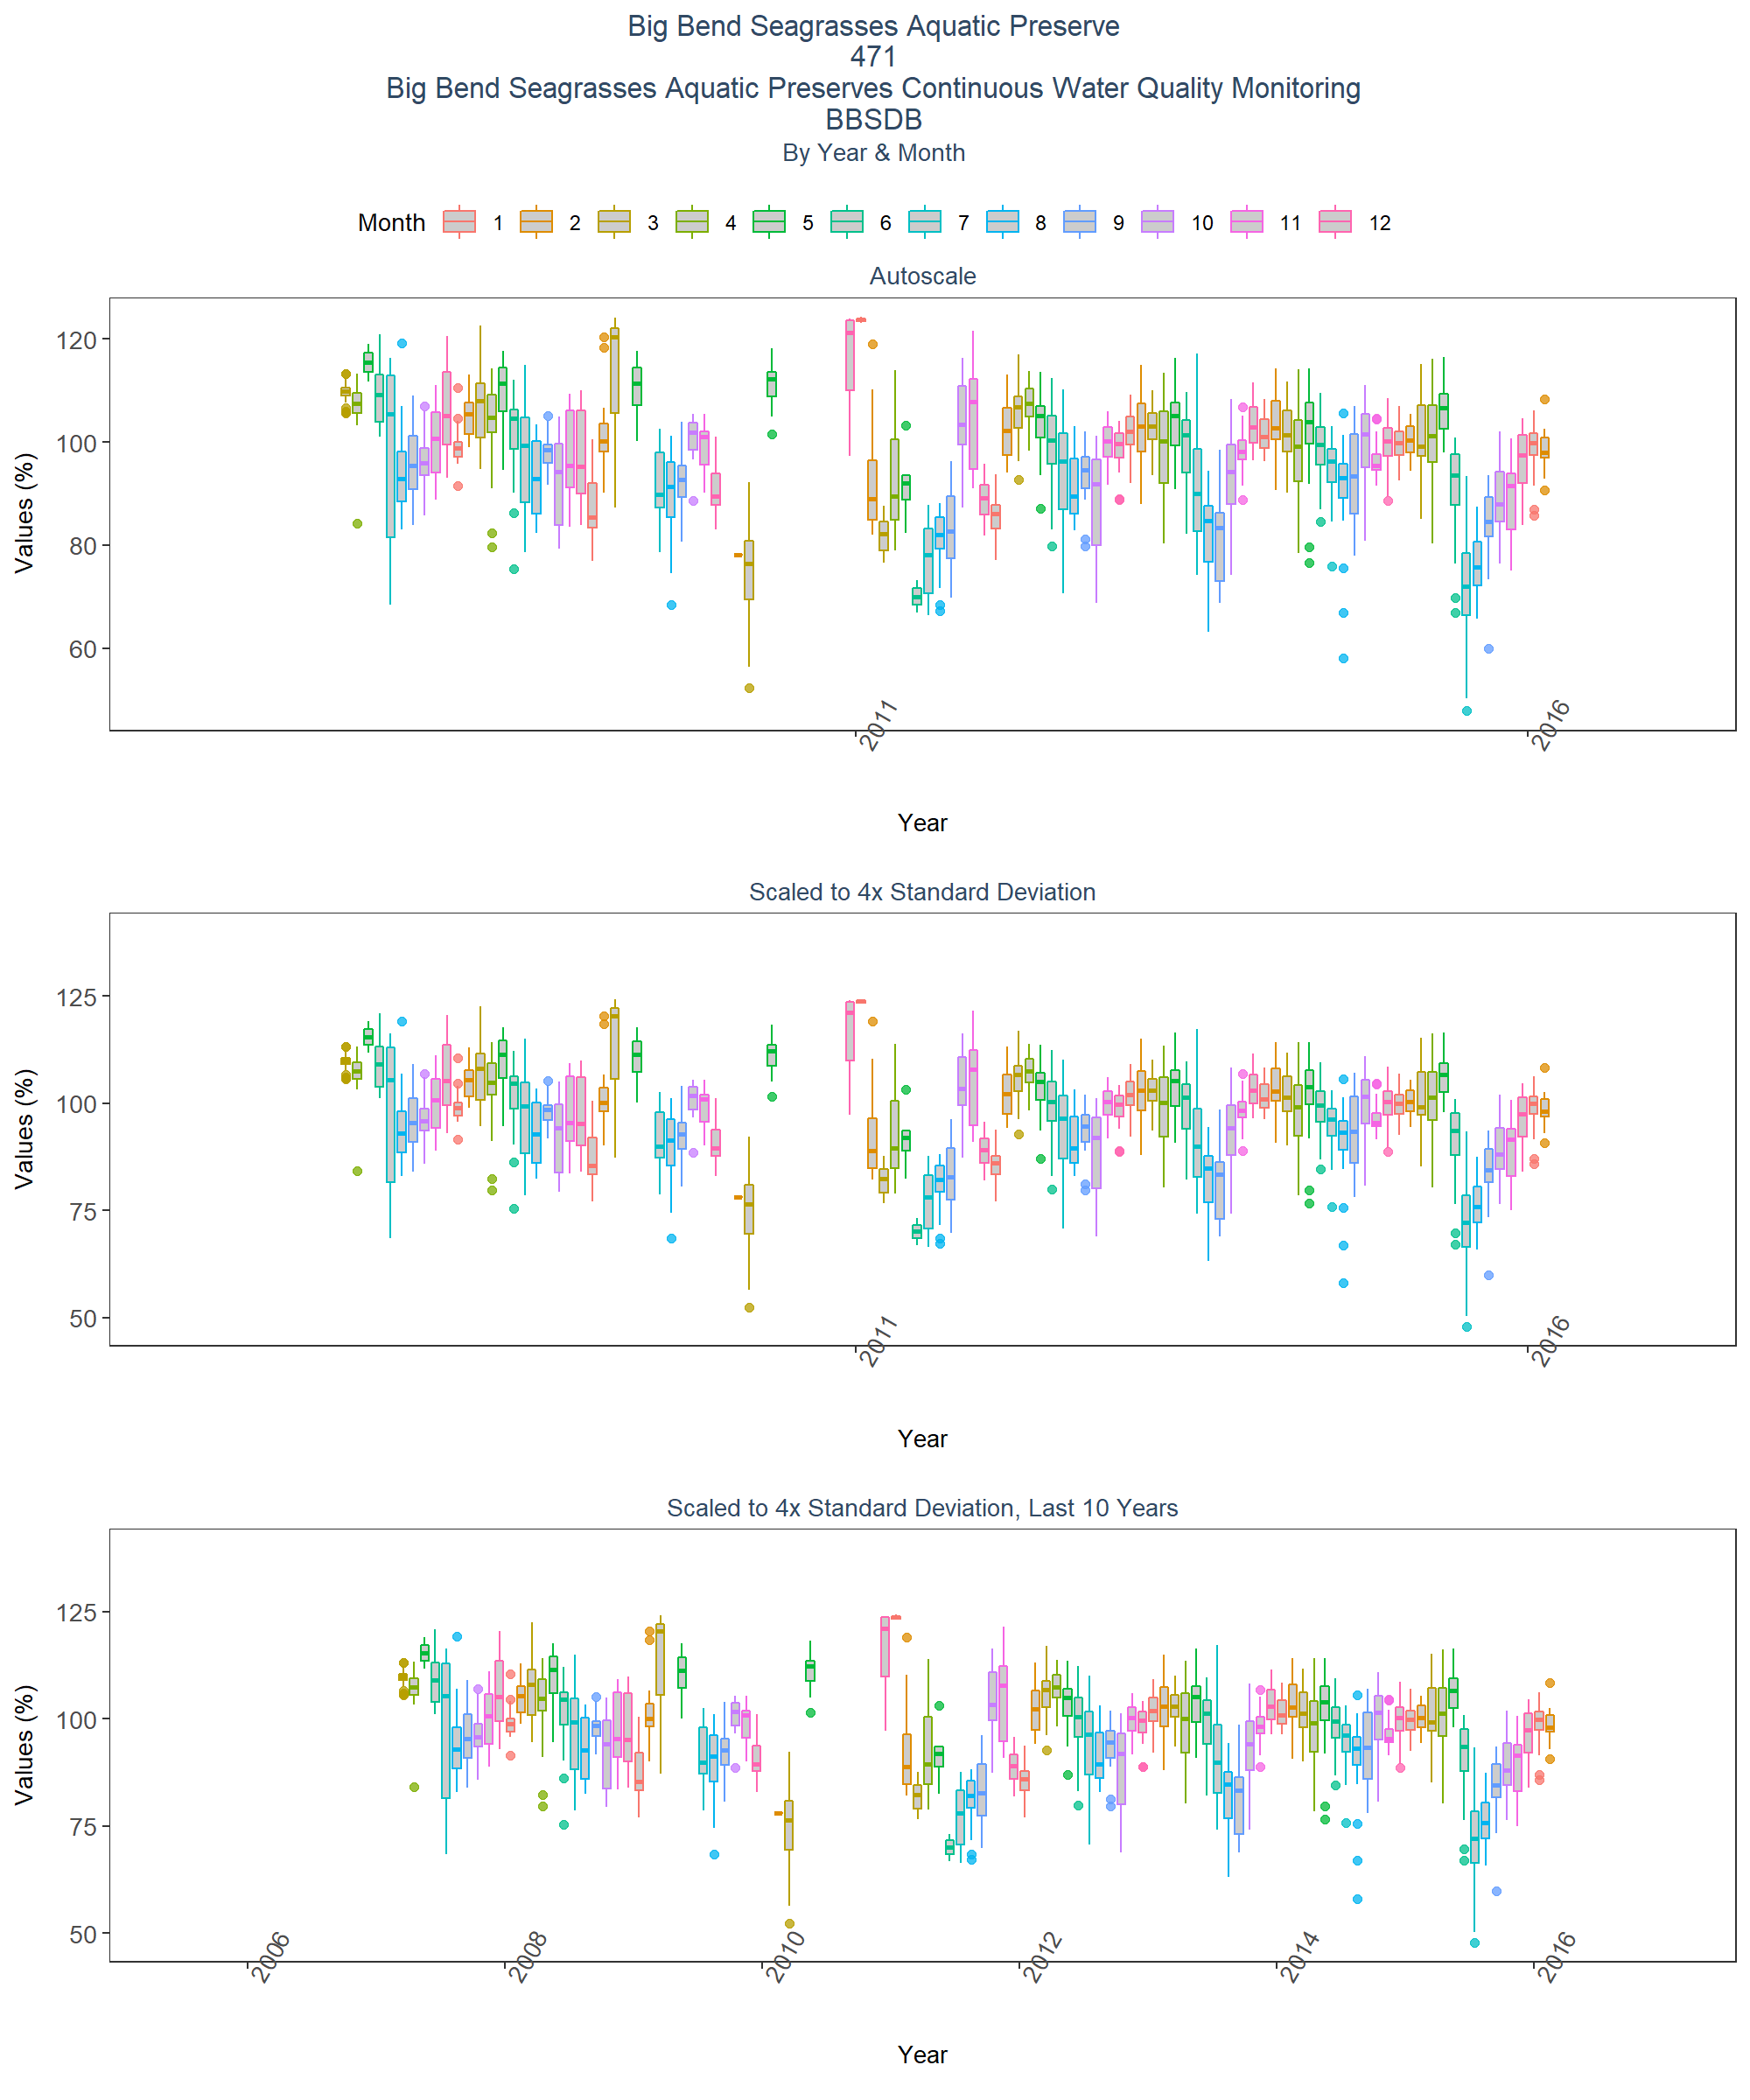 Big Bend Seagrasses Aquatic Preserve
471
Big Bend Seagrasses Aquatic Preserves Continuous Water Quality Monitoring
BBSDB
By Year & Month
Month 1 2 3 4 5 6 7 8 9 10 11 12
Autoscale
Values (%)
120
100
80
60
2011 2016
Year
Scaled to 4x Standard Deviation
Values (%)
125
100
75
50
2011 2016
Year
Scaled to 4x Standard Deviation, Last 10 Years
Values (%)
125
100
75
50
2006 2008 2010 2012 2014 2016
Year